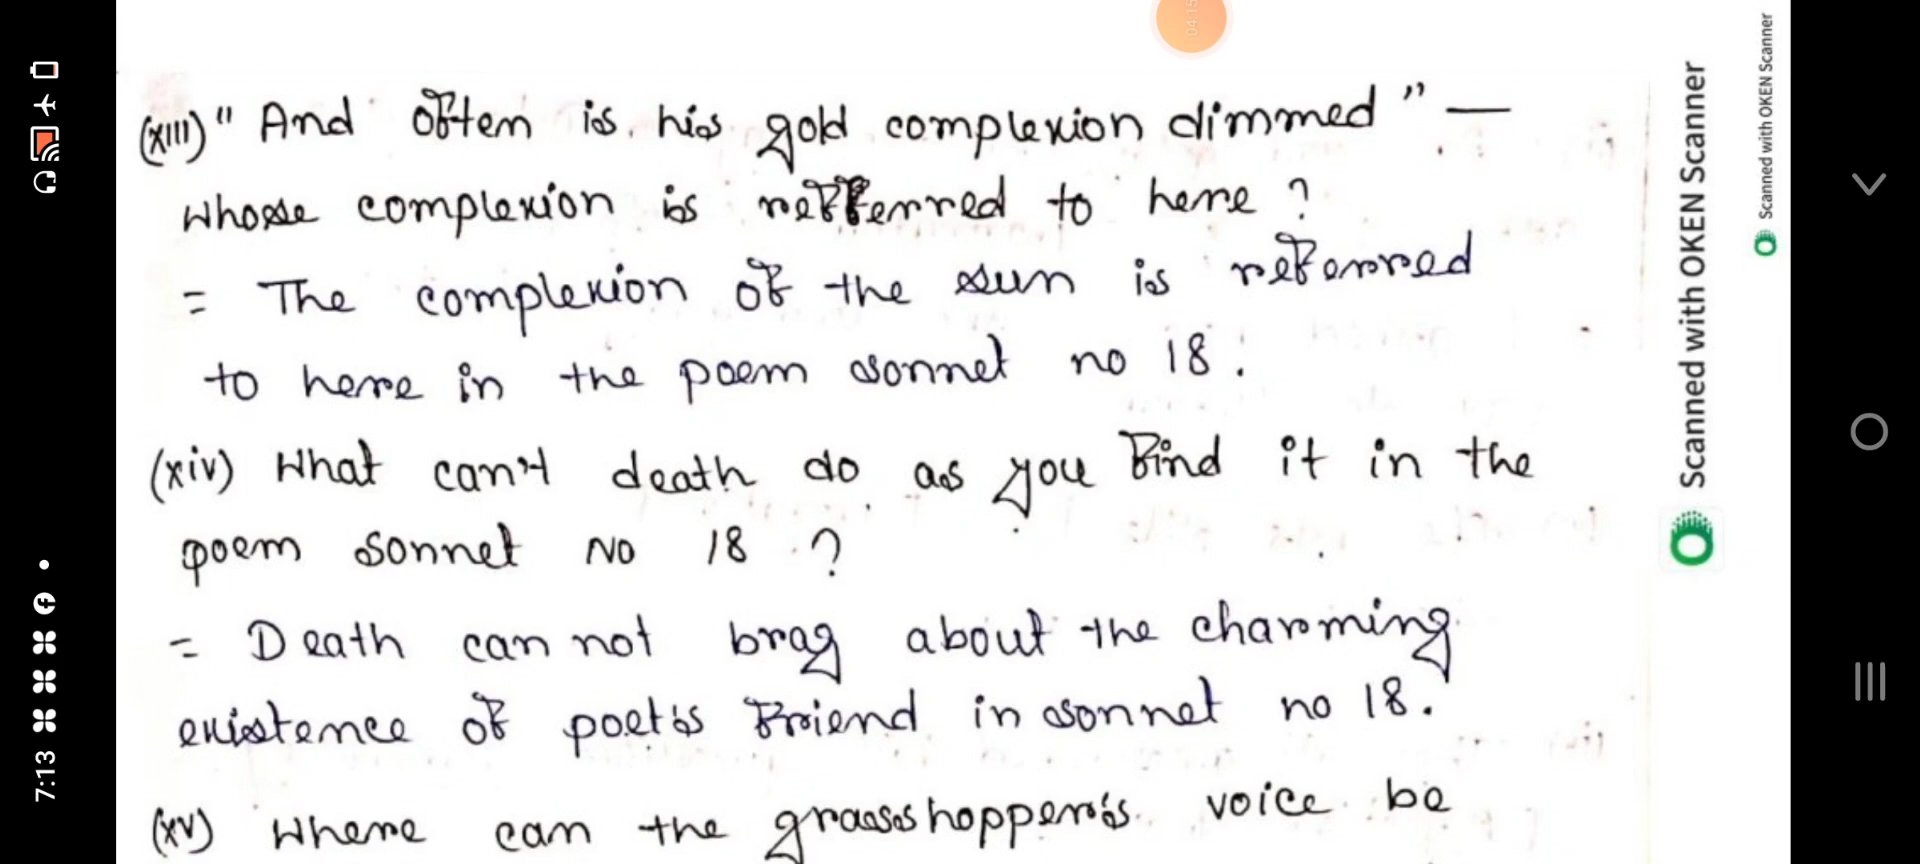 (xiii) " And often is his gold complexion dimmed " —
whose complexion is referred to here ?
= The complexion of the sun is referred
to here in the poem sonnet no 18.
(xiv) What can't death do as you find it in the
poem sonnet No 18 ?
= Death can not brag about the charming
existence of poet's friend in sonnet no 18.
(xv) Where can the grasshopper's voice be
Scanned with OKEN Scanner
Scanned with OKEN Scanner
7:13
04:15